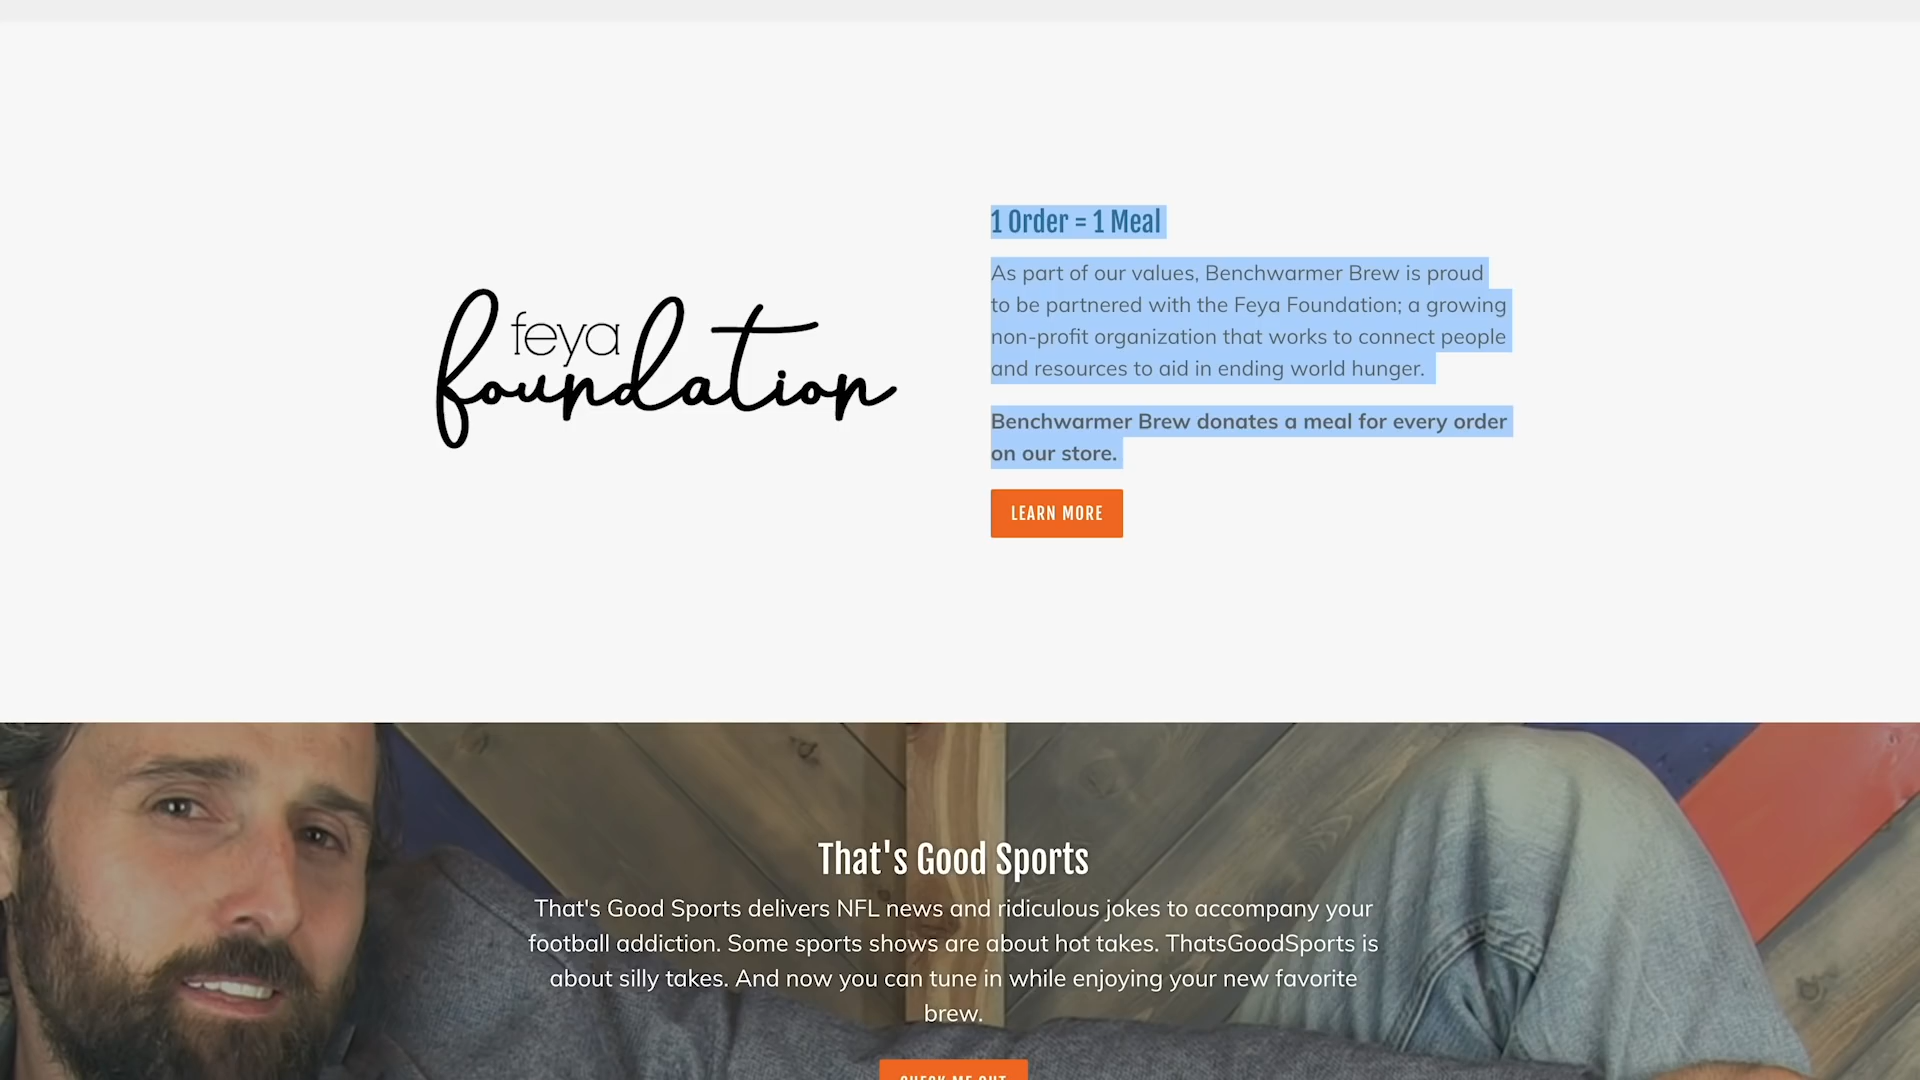 feya
foundation
1 Order = 1 Meal
As part of our values, Benchwarmer Brew is proud
to be partnered with the Feya Foundation; a growing
non-profit organization that works to connect people
and resources to aid in ending world hunger.
Benchwarmer Brew donates a meal for every order
on our store.
LEARN MORE
That's Good Sports
That's Good Sports delivers NFL news and ridiculous jokes to accompany your
football addiction. Some sports shows are about hot takes. ThatsGoodSports is
about silly takes. And now you can tune in while enjoying your new favorite
brew.
CHECK ME OUT